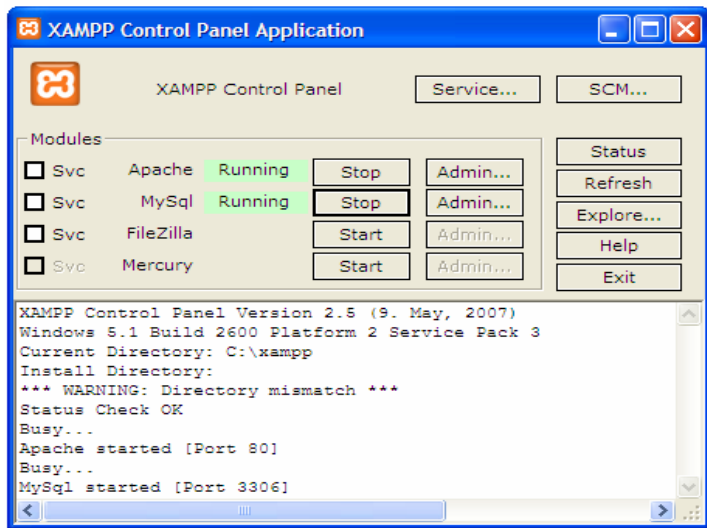 XAMPP Control Panel Application
XAMPP Control Panel Service... SCM...
Modules
Svc Apache Running Stop Admin...
Svc MySql Running Stop Admin...
Svc FileZilla Start Admin...
Svc Mercury Start Admin...
Status
Refresh
Explore...
Help
Exit
XAMPP Control Panel Version 2.5 (9. May, 2007)
Windows 5.1 Build 2600 Platform 2 Service Pack 3
Current Directory: C:\xampp
Install Directory:
*** WARNING: Directory mismatch ***
Status Check OK
Busy...
Apache started [Port 80]
Busy...
MySql started [Port 3306]